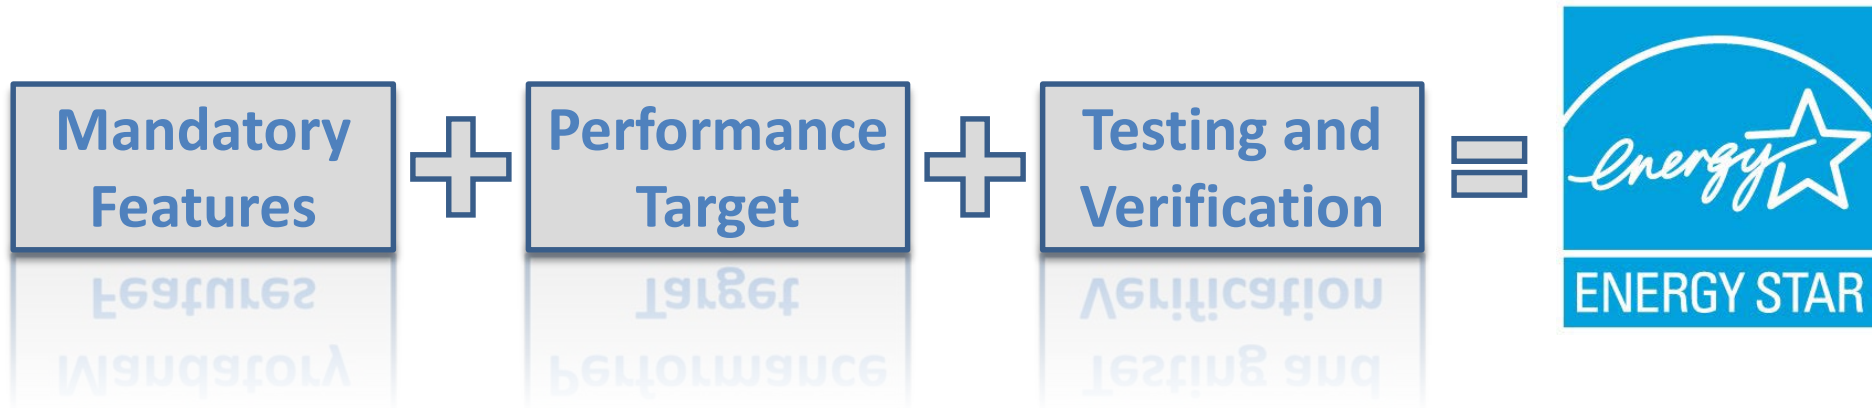 Mandatory
Features
Performance
Target
Testing and
Verification
energy
ENERGY STAR